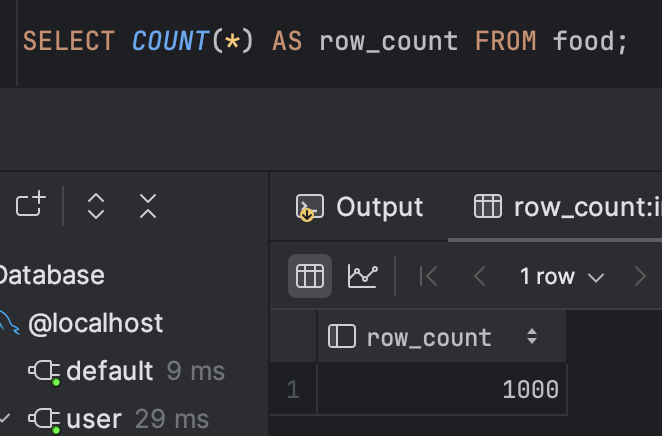 SELECT COUNT(*) AS row_count FROM food;
Output
row_count:i
Database
@localhost
default 9 ms
user 29 ms
1 row
row_count
1 1000